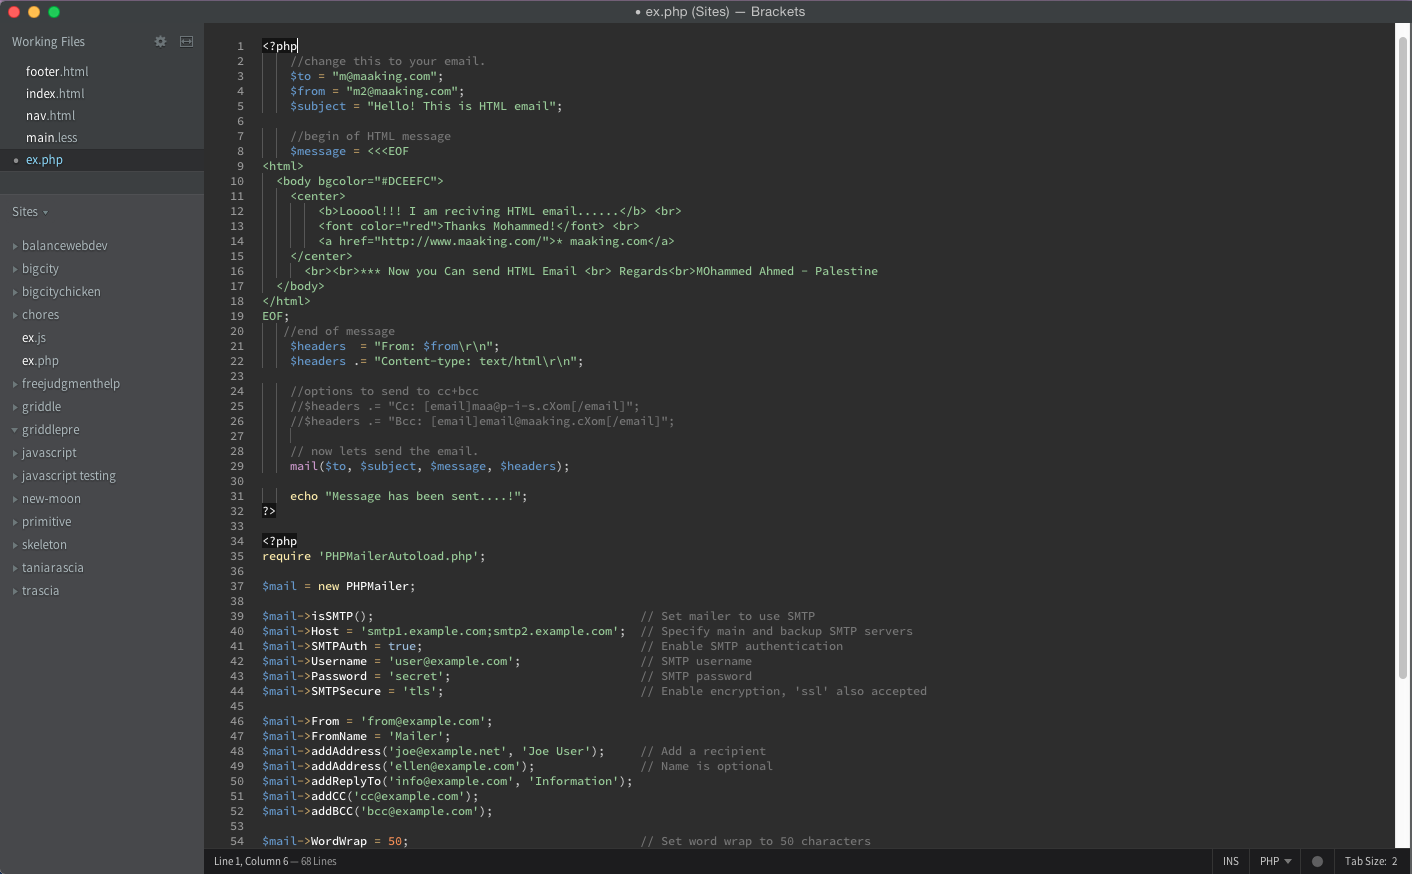 • ex.php (Sites) — Brackets
Working Files
footer.html
index.html
nav.html
main.less
• ex.php
Sites
balancewebdev
bigcity
bigcitychicken
chores
ex.js
ex.php
freejudgmenthelp
griddle
griddlepre
javascript
javascript testing
new-moon
primitive
skeleton
taniarascia
trascia
1 <?php
2 //change this to your email.
3 $to = "m@maaking.com";
4 $from = "m2@maaking.com";
5 $subject = "Hello! This is HTML email";
6
7 //begin of HTML message
8 $message = <<<EOF
9 <html>
10 <body bgcolor="#DCEEFC">
11 <center>
12 <b>Looool!!! I am reciving HTML email......</b> <br>
13 <font color="red">Thanks Mohammed!</font> <br>
14 <a href="http://www.maaking.com/">* maaking.com</a>
15 </center>
16 <br><br>*** Now you Can send HTML Email <br> Regards<br>MOhammed Ahmed - Palestine
17 </body>
18 </html>
19 EOF;
20 //end of message
21 $headers  = "From: $from\r\n";
22 $headers .= "Content-type: text/html\r\n";
23
24 //options to send to cc+bcc
25 //$headers .= "Cc: [email]maa@p-i-s.cXom[/email]";
26 //$headers .= "Bcc: [email]email@maaking.cXom[/email]";
27
28 // now lets send the email.
29 mail($to, $subject, $message, $headers);
30
31 echo "Message has been sent....!";
32 ?>
33
34 <?php
35 require 'PHPMailerAutoload.php';
36
37 $mail = new PHPMailer;
38
39 $mail->isSMTP(); // Set mailer to use SMTP
40 $mail->Host = 'smtp1.example.com;smtp2.example.com'; // Specify main and backup SMTP servers
41 $mail->SMTPAuth = true; // Enable SMTP authentication
42 $mail->Username = 'user@example.com'; // SMTP username
43 $mail->Password = 'secret'; // SMTP password
44 $mail->SMTPSecure = 'tls'; // Enable encryption, 'ssl' also accepted
45
46 $mail->From = 'from@example.com';
47 $mail->FromName = 'Mailer';
48 $mail->addAddress('joe@example.net', 'Joe User'); // Add a recipient
49 $mail->addAddress('ellen@example.com'); // Name is optional
50 $mail->addReplyTo('info@example.com', 'Information');
51 $mail->addCC('cc@example.com');
52 $mail->addBCC('bcc@example.com');
53
54 $mail->WordWrap = 50; // Set word wrap to 50 characters
Line 1, Column 6 — 68 Lines INS PHP Tab Size: 2